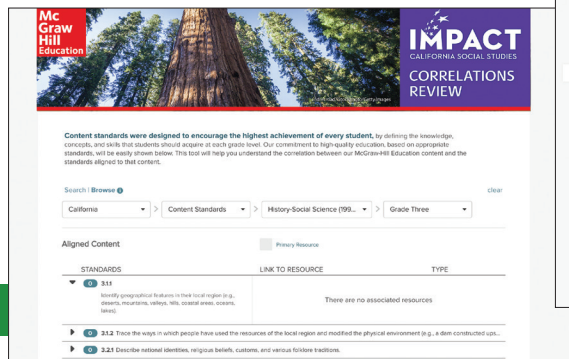 Mc
Graw
Hill
Education
IMPACT
CALIFORNIA SOCIAL STUDIES
CORRELATIONS
REVIEW
Content standards were designed to encourage the highest achievement of every student, by defining the knowledge,
concepts, and skills that students should acquire at each grade level. Our commitment to high-quality education, based on appropriate
standards, will be easily shown below. This tool will help you understand the correlation between our McGraw-Hill Education content and the
standards aligned to that content.
Search | Browse
clear
California > Content Standards > History-Social Science (199... > Grade Three
Aligned Content
Primary Resource
STANDARDS LINK TO RESOURCE TYPE
0 3.1.1
Identify geographical features in their local region (e.g.,
deserts, mountains, valleys, hills, coastal areas, oceans,
lakes).
There are no associated resources
0 3.1.2 Trace the ways in which people have used the resources of the local region and modified the physical environment (e.g., a dam constructed ups...
0 3.2.1 Describe national identities, religious beliefs, customs, and various folklore traditions.